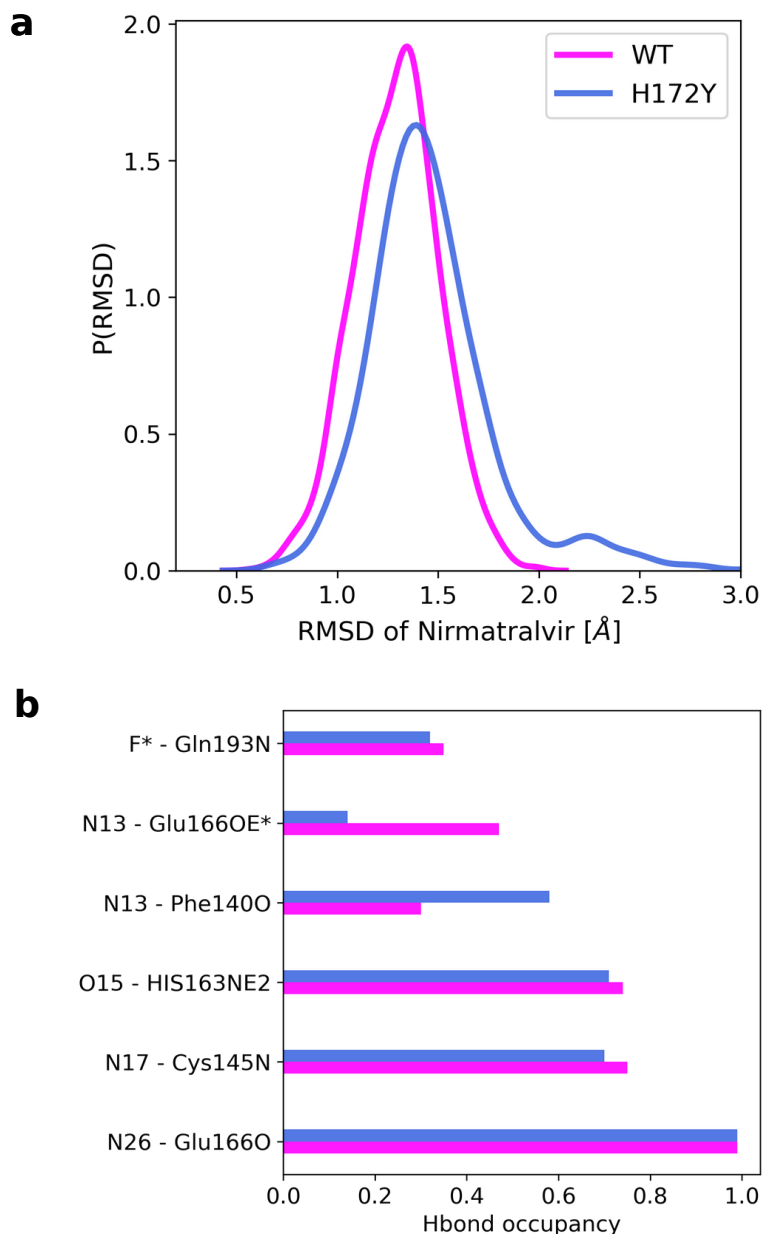 a
2.0
1.5
1.0
0.5
0.0
P(RMSD)
WT
H172Y
0.5 1.0 1.5 2.0 2.5 3.0
RMSD of Nirmatralvir [Å]
b
F* - Gln193N
N13 - Glu166OE*
N13 - Phe140O
O15 - HIS163NE2
N17 - Cys145N
N26 - Glu166O
0.0 0.2 0.4 0.6 0.8 1.0
Hbond occupancy